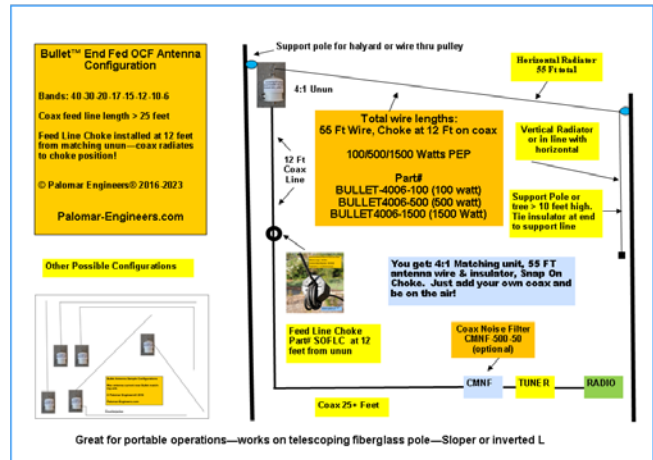 Bullet™ End Fed OCF Antenna
Configuration
Bands: 40-30-20-17-15-12-10-6
Coax feed line length > 25 feet
Feed Line Choke installed at 12 feet
from matching unun—coax radiates
to choke position!
© Palomar Engineers® 2016-2023
Palomar-Engineers.com
Support pole for halyard or wire thru pulley
4:1 Unun
Horizontal Radiator
55 Ft total
Total wire lengths:
55 Ft Wire, Choke at 12 Ft on coax
100/500/1500 Watts PEP
Part#
BULLET-4006-100 (100 watt)
BULLET4006-500 (500 watt)
BULLET4006-1500 (1500 Watt)
Vertical Radiator
or in line with
horizontal
12 Ft
Coax
Line
Support Pole or
tree > 10 feet high.
Tie insulator at end
to support line
Other Possible Configurations
You get: 4:1 Matching unit, 55 FT
antenna wire & insulator, Snap On
Choke. Just add your own coax and
be on the air!
Feed Line Choke
Part# SOFLC at 12
feet from unun
Coax Noise Filter
CMNF-500-50
(optional)
CMNF
TUNER
RADIO
Coax 25+ Feet
Great for portable operations—works on telescoping fiberglass pole—Sloper or inverted L